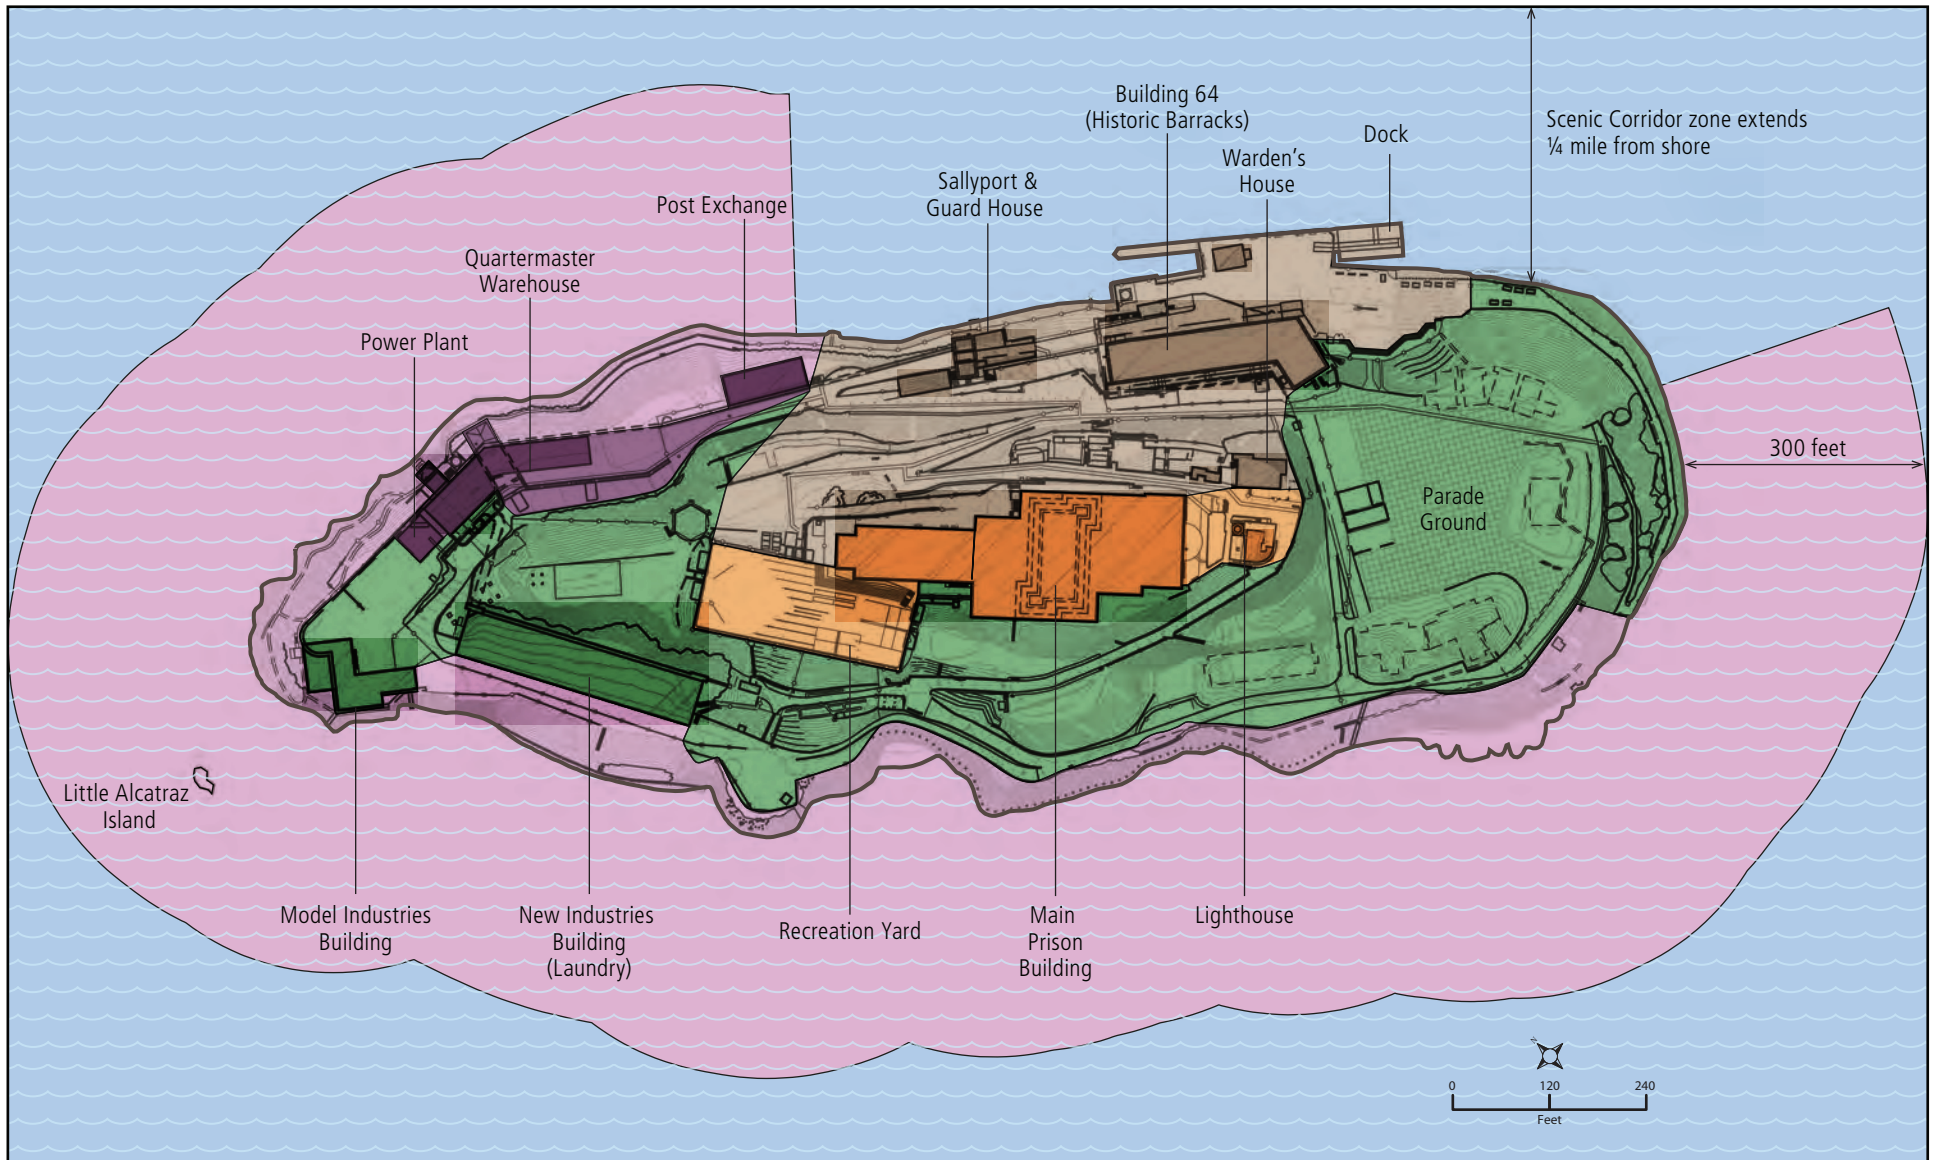 Building 64
(Historic Barracks)
Dock
Scenic Corridor zone extends
¼ mile from shore
Warden's
House
Sallyport &
Guard House
Post Exchange
Quartermaster
Warehouse
Power Plant
300 feet
Parade
Ground
Little Alcatraz
Island
Model Industries
Building
New Industries
Building
(Laundry)
Recreation Yard
Main
Prison
Building
Lighthouse
0 120 240
Feet